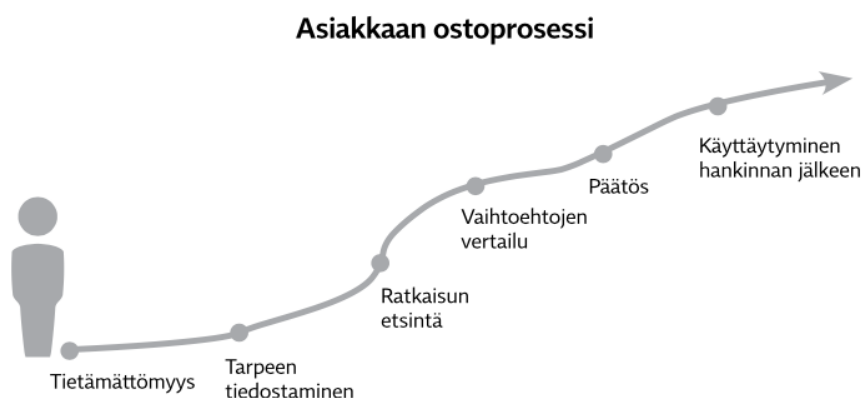 Asiakkaan ostoprosessi
Tietämättömyys
Tarpeen
tiedostaminen
Ratkaisun
etsintä
Vaihtoehtojen
vertailu
Päätös
Käyttäytyminen
hankinnan jälkeen